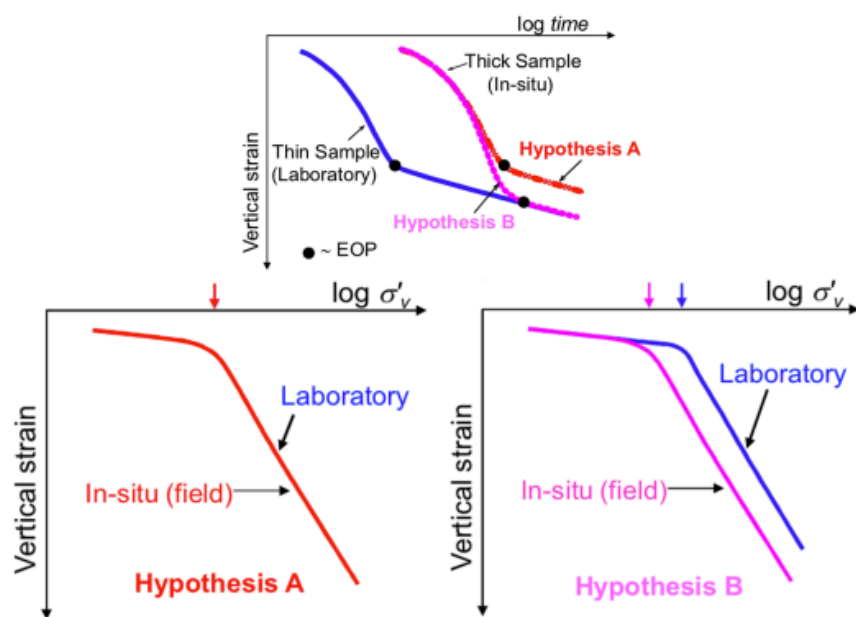 log time
Thick Sample
(In-situ)
Hypothesis A
Thin Sample
(Laboratory)
Hypothesis B
Vertical strain
~ EOP
log σ'v
Laboratory
In-situ (field)
Vertical strain
Hypothesis A
log σ'v
Laboratory
In-situ (field)
Vertical strain
Hypothesis B